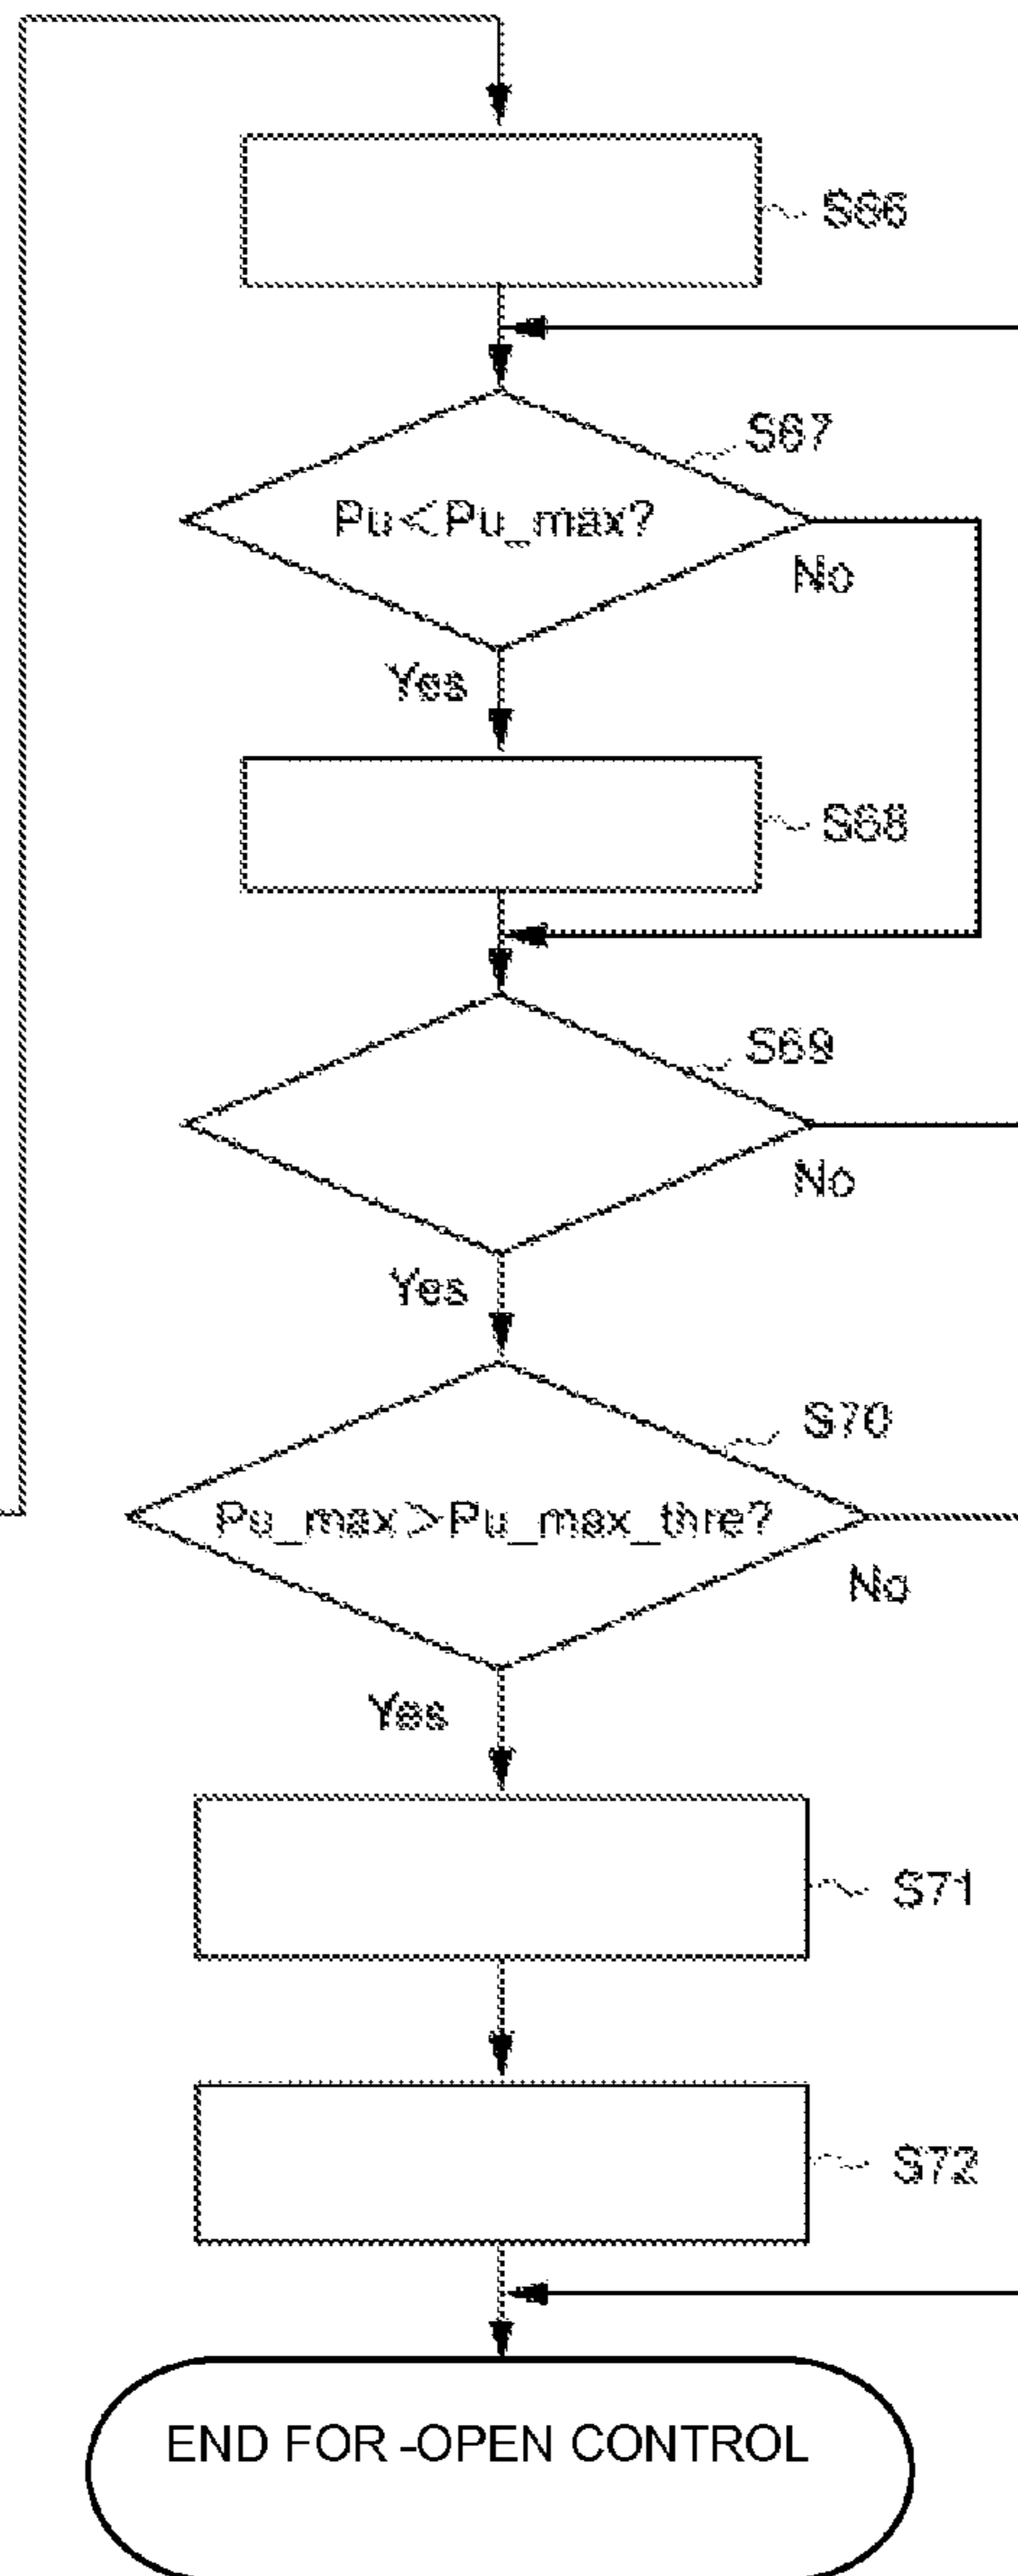 S66
S67
Pu<Pu_max?
No
Yes
S68
S69
No
Yes
S70
Pu_max>Pu_max_thre?
No
Yes
S71
S72
END FOR -OPEN CONTROL